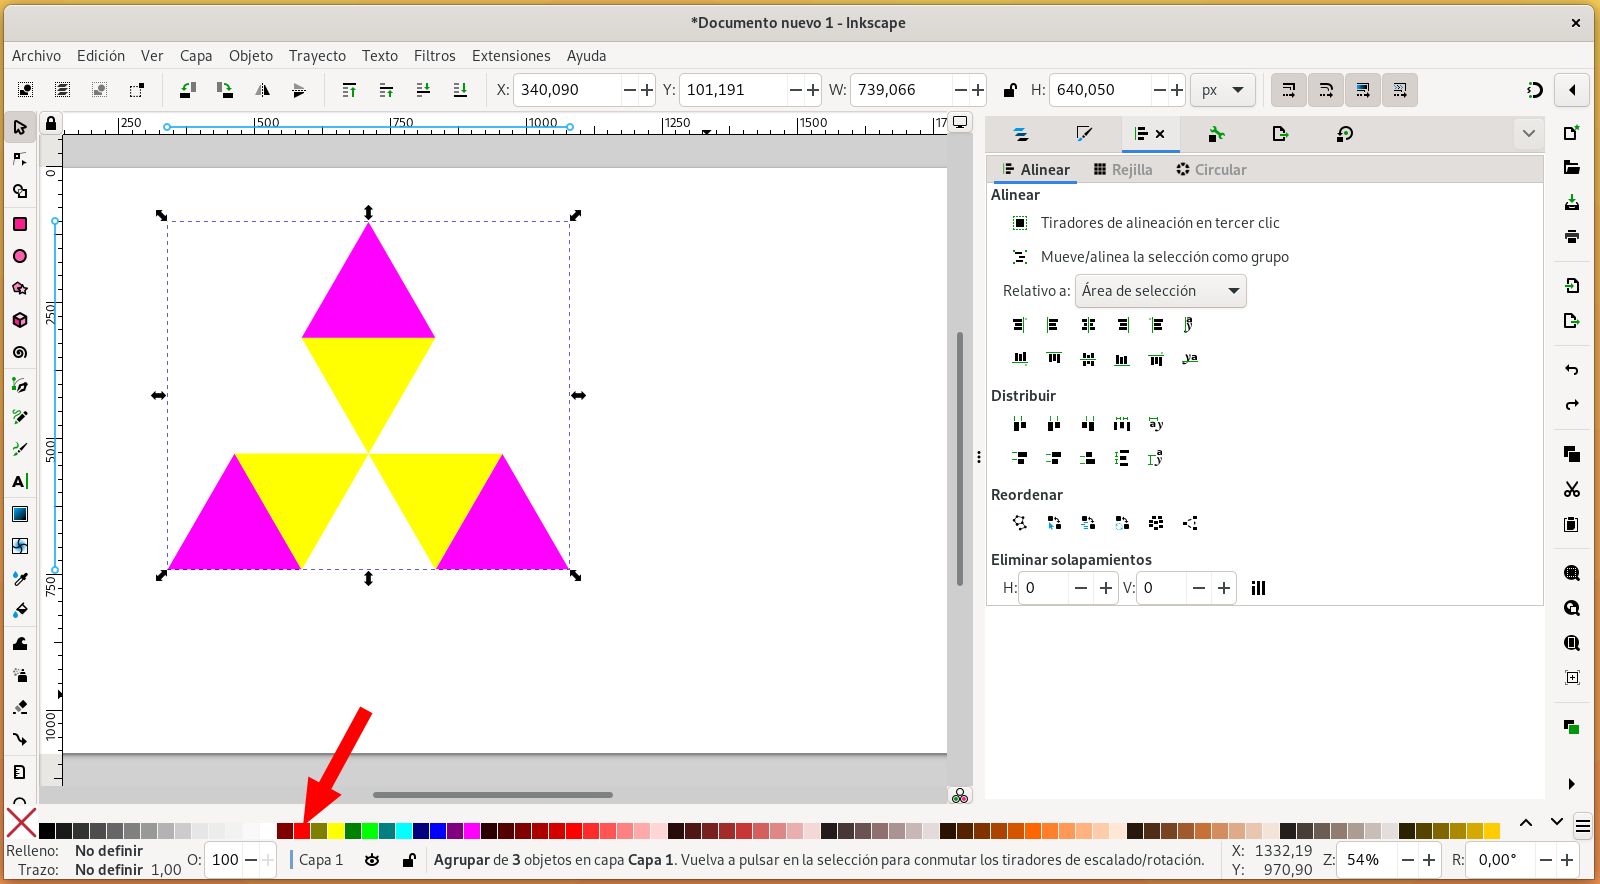 *Documento nuevo 1 - Inkscape
Archivo Edición Ver Capa Objeto Trayecto Texto Filtros Extensiones Ayuda
X: 340,090 Y: 101,191 W: 739,066 H: 640,050 px
250 500 750 1000 1250 1500 17
0
250
500
750
1000
Alinear Rejilla Circular
Alinear
Tiradores de alineación en tercer clic
Mueve/alinea la selección como grupo
Relativo a: Área de selección
Distribuir
Reordenar
Eliminar solapamientos
H: 0 V: 0
Relleno: No definir
Trazo: No definir 1,00
O: 100
Capa 1
Agrupar de 3 objetos en capa Capa 1. Vuelva a pulsar en la selección para conmutar los tiradores de escalado/rotación.
X: 1332,19
Y: 970,90
Z: 54%
R: 0,00°